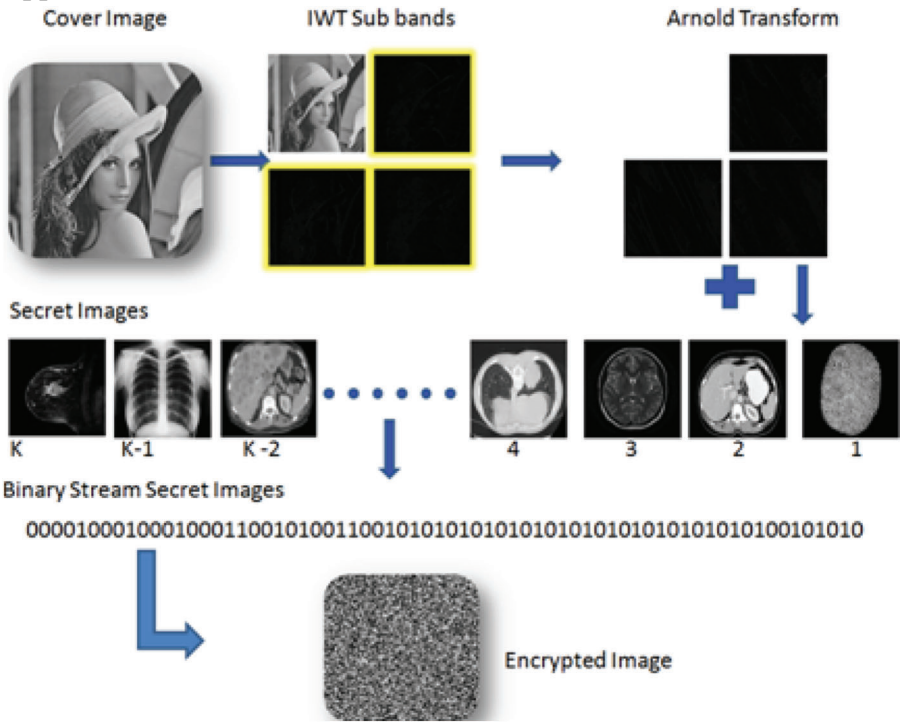 Cover Image IWT Sub bands Arnold Transform
Secret Images
K K-1 K -2 4 3 2 1
Binary Stream Secret Images
00001000100010001100101001100101010101010101010101010101010100101010
Encrypted Image